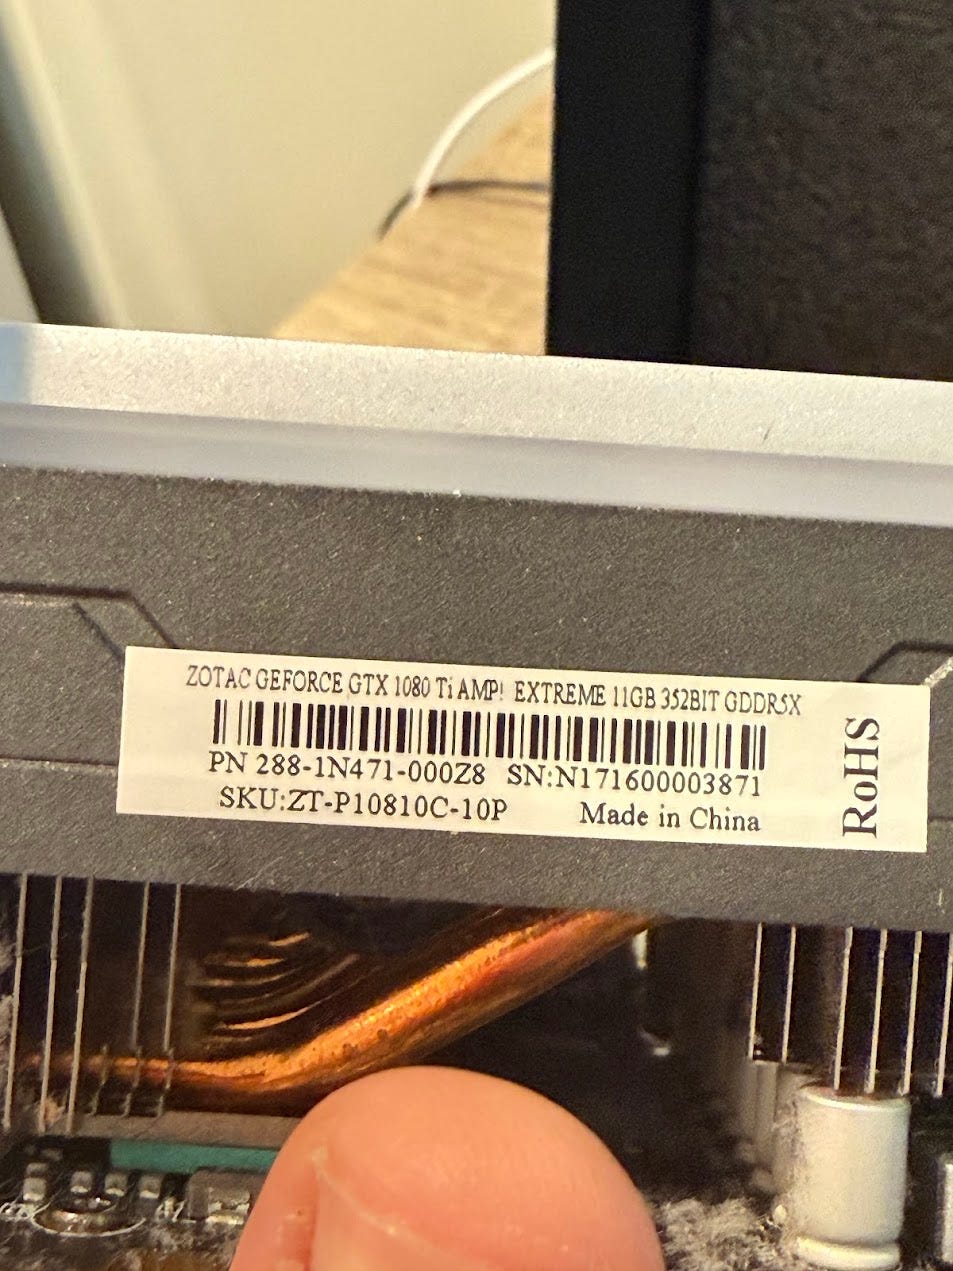 ZOTAC GEFORCE GTX 1080 Ti AMP! EXTREME 11GB 352BIT GDDR5X
PN 288-1N471-000Z8 SN:N171600003871
SKU:ZT-P10810C-10P Made in China
RoHS